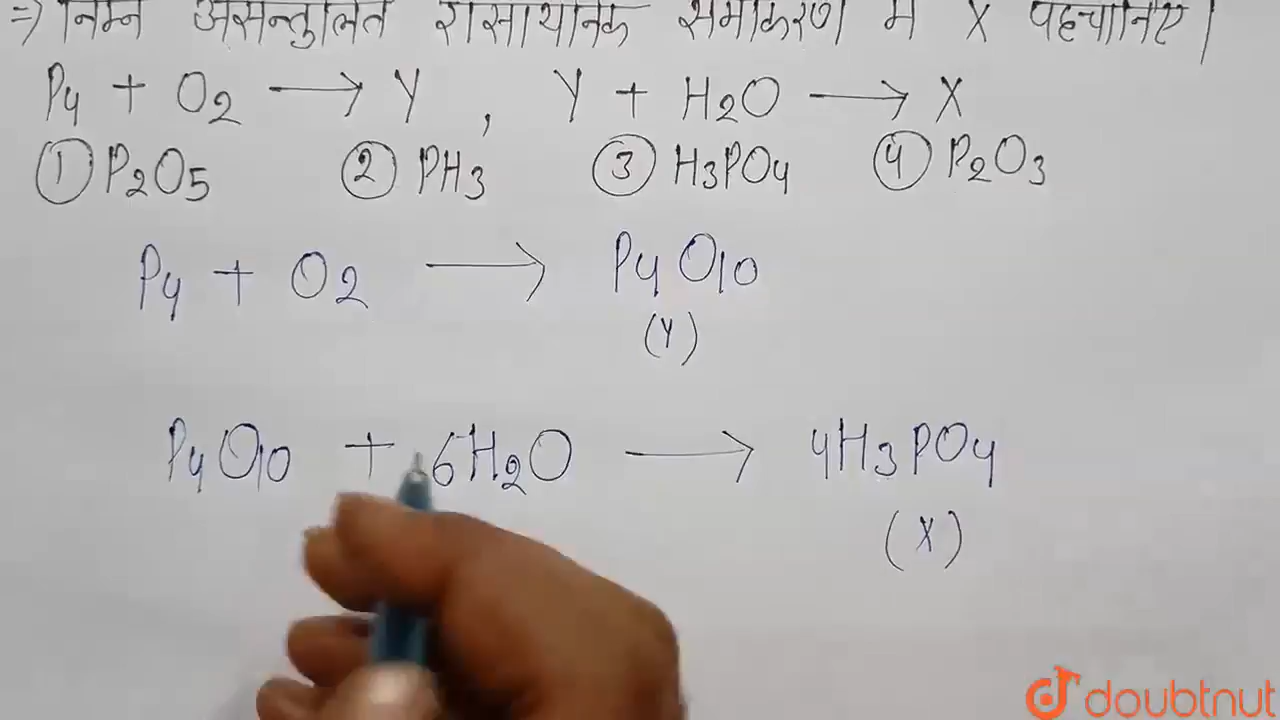 ⇒ निम्न असन्तुलित रासायनिक समीकरण में X पहचानिए।
P4 + O2 → Y , Y + H2O → X
① P2O5 ② PH3 ③ H3PO4 ④ P2O3
P4 + O2 → P4O10
(Y)
P4O10 + 6H2O → 4H3PO4
(X)
doubtnut